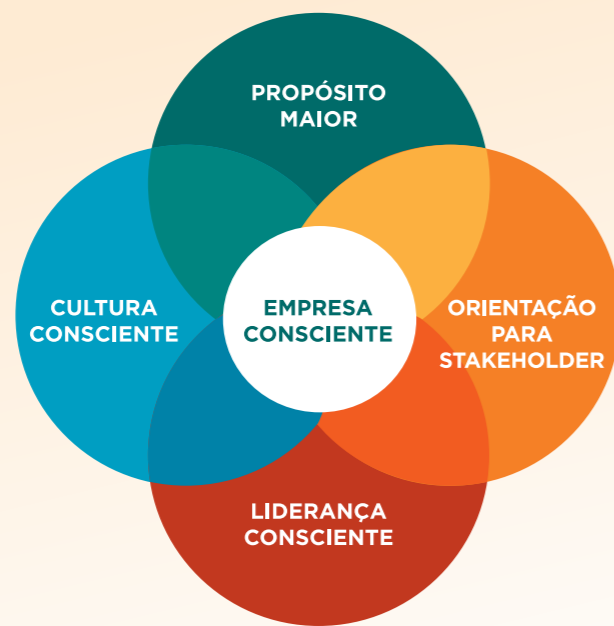 PROPÓSITO
MAIOR
CULTURA
CONSCIENTE
EMPRESA
CONSCIENTE
ORIENTAÇÃO
PARA
STAKEHOLDER
LIDERANÇA
CONSCIENTE